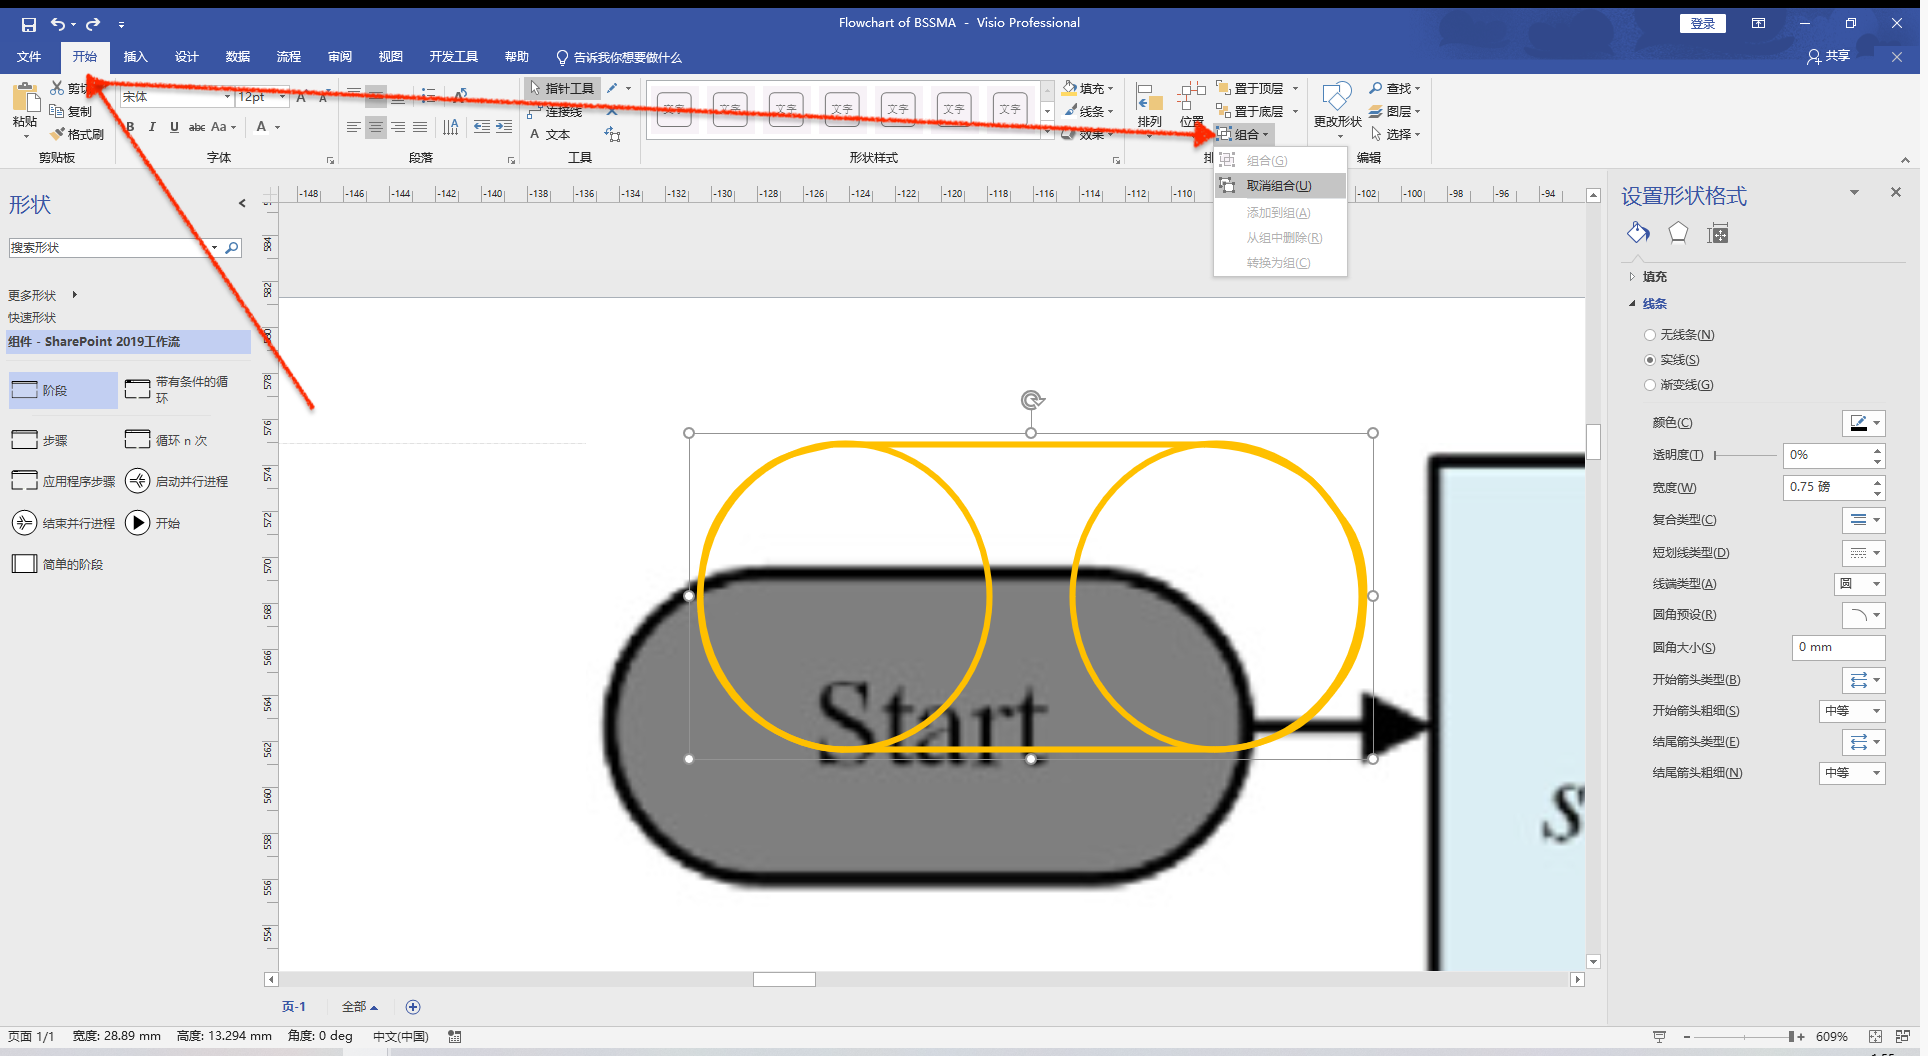 Flowchart of BSSMA - Visio Professional
登录
文件 开始 插入 设计 数据 流程 审阅 视图 开发工具 帮助 告诉我你想要做什么
共享
粘贴
剪切
复制
格式刷
剪贴板
宋体 12pt
B I U abc Aa A
字体
段落
指针工具
连接线
A 文本
工具
文字 文字 文字 文字 文字 文字 文字
形状样式
填充
线条
效果
排列
位置
置于顶层
置于底层
组合
排
更改形状
查找
图层
选择
编辑
组合(G)
取消组合(U)
添加到组(A)
从组中删除(R)
转换为组(C)
形状
搜索形状
更多形状
快速形状
组件 - SharePoint 2019工作流
阶段
带有条件的循环
步骤
循环 n 次
应用程序步骤
启动并行进程
结束并行进程
开始
简单的阶段
-148 -146 -144 -142 -140 -138 -136 -134 -132 -130 -128 -126 -124 -122 -120 -118 -116 -114 -112 -110 -102 -100 -98 -96 -94
584
582
578
576
574
572
570
568
566
564
562
560
558
556
554
Start
S
设置形状格式
填充
线条
无线条(N)
实线(S)
渐变线(G)
颜色(C)
透明度(T) 0%
宽度(W) 0.75 磅
复合类型(C)
短划线类型(D)
线端类型(A) 圆
圆角预设(R)
圆角大小(S) 0 mm
开始箭头类型(B)
开始箭头粗细(S) 中等
结尾箭头类型(E)
结尾箭头粗细(N) 中等
页-1 全部
页面 1/1 宽度: 28.89 mm 高度: 13.294 mm 角度: 0 deg 中文(中国)
609%